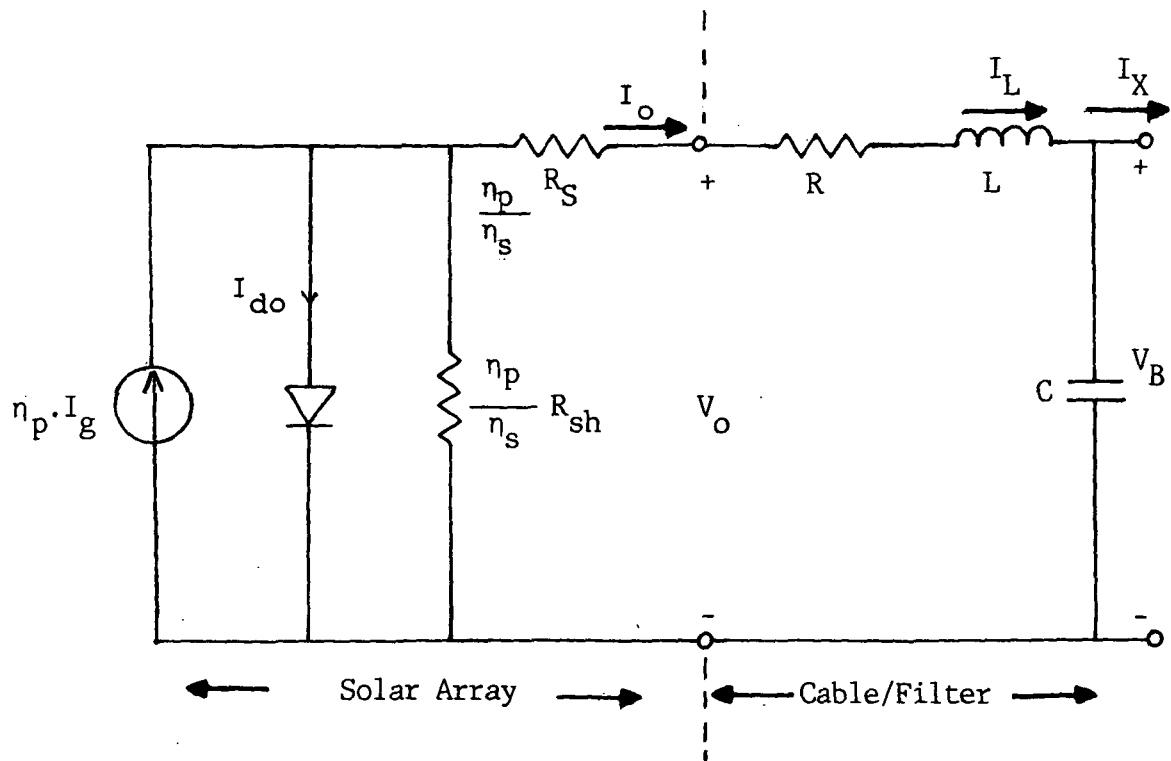 I_L
I_X
I_o
+
+
R_S
R
L
η_p
η_s
I_do
η_p
η_s
R_sh
η_p·I_g
V_o
C
V_B
-
-
Solar Array
Cable/Filter